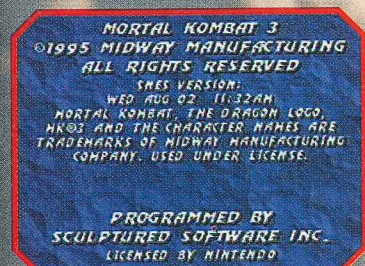 MORTAL KOMBAT 3
©1995 MIDWAY MANUFACTURING
ALL RIGHTS RESERVED
SNES VERSION:
WED AUG 02 11:32AM
MORTAL KOMBAT, THE DRAGON LOGO,
MK®3 AND THE CHARACTER NAMES ARE
TRADEMARKS OF MIDWAY MANUFACTURING
COMPANY. USED UNDER LICENSE.
PROGRAMMED BY
SCULPTURED SOFTWARE INC.
LICENSED BY NINTENDO